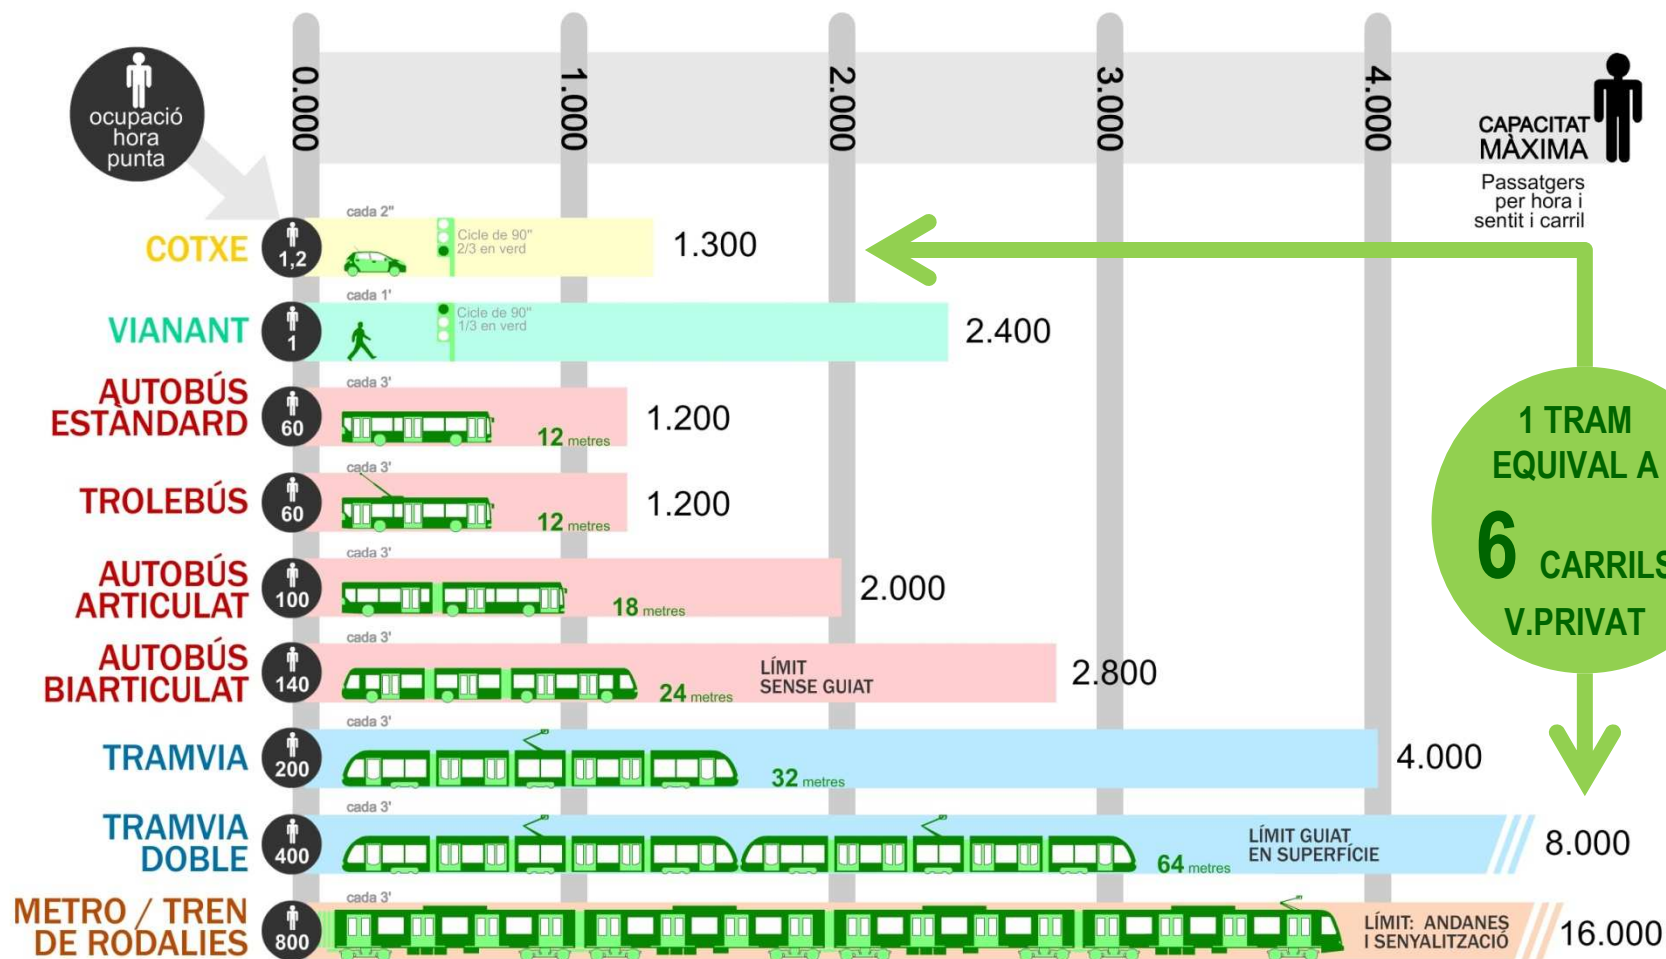 ocupació
hora
punta
0.000
1.000
2.000
3.000
4.000
CAPACITAT
MÀXIMA
Passatgers
per hora i
sentit i carril
COTXE
1,2
cada 2"
Cicle de 90"
2/3 en verd
1.300
VIANANT
1
cada 1'
Cicle de 90"
1/3 en verd
2.400
AUTOBÚS
ESTÀNDARD
60
cada 3'
12 metres
1.200
TROLEBÚS
60
cada 3'
12 metres
1.200
AUTOBÚS
ARTICULAT
100
cada 3'
18 metres
2.000
AUTOBÚS
BIARTICULAT
140
cada 3'
24 metres
LÍMIT
SENSE GUIAT
2.800
TRAMVIA
200
cada 3'
32 metres
4.000
TRAMVIA
DOBLE
400
cada 3'
64 metres
LÍMIT GUIAT
EN SUPERFÍCIE
8.000
METRO / TREN
DE RODALIES
800
cada 3'
LÍMIT: ANDANES
I SENYALITZACIÓ
16.000
1 TRAM
EQUIVAL A
6 CARRILS
V.PRIVAT